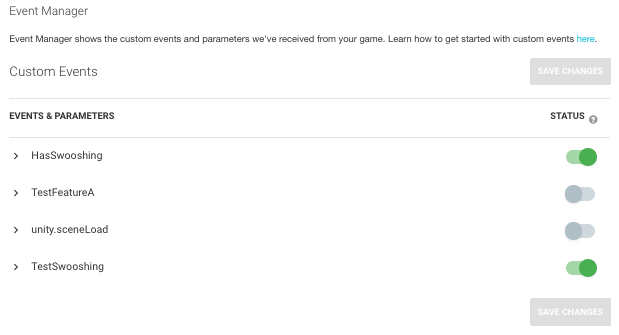 Event Manager
Event Manager shows the custom events and parameters we've received from your game. Learn how to get started with custom events here.
Custom Events
SAVE CHANGES
EVENTS & PARAMETERS
STATUS ?
HasSwooshing
TestFeatureA
unity.sceneLoad
TestSwooshing
SAVE CHANGES